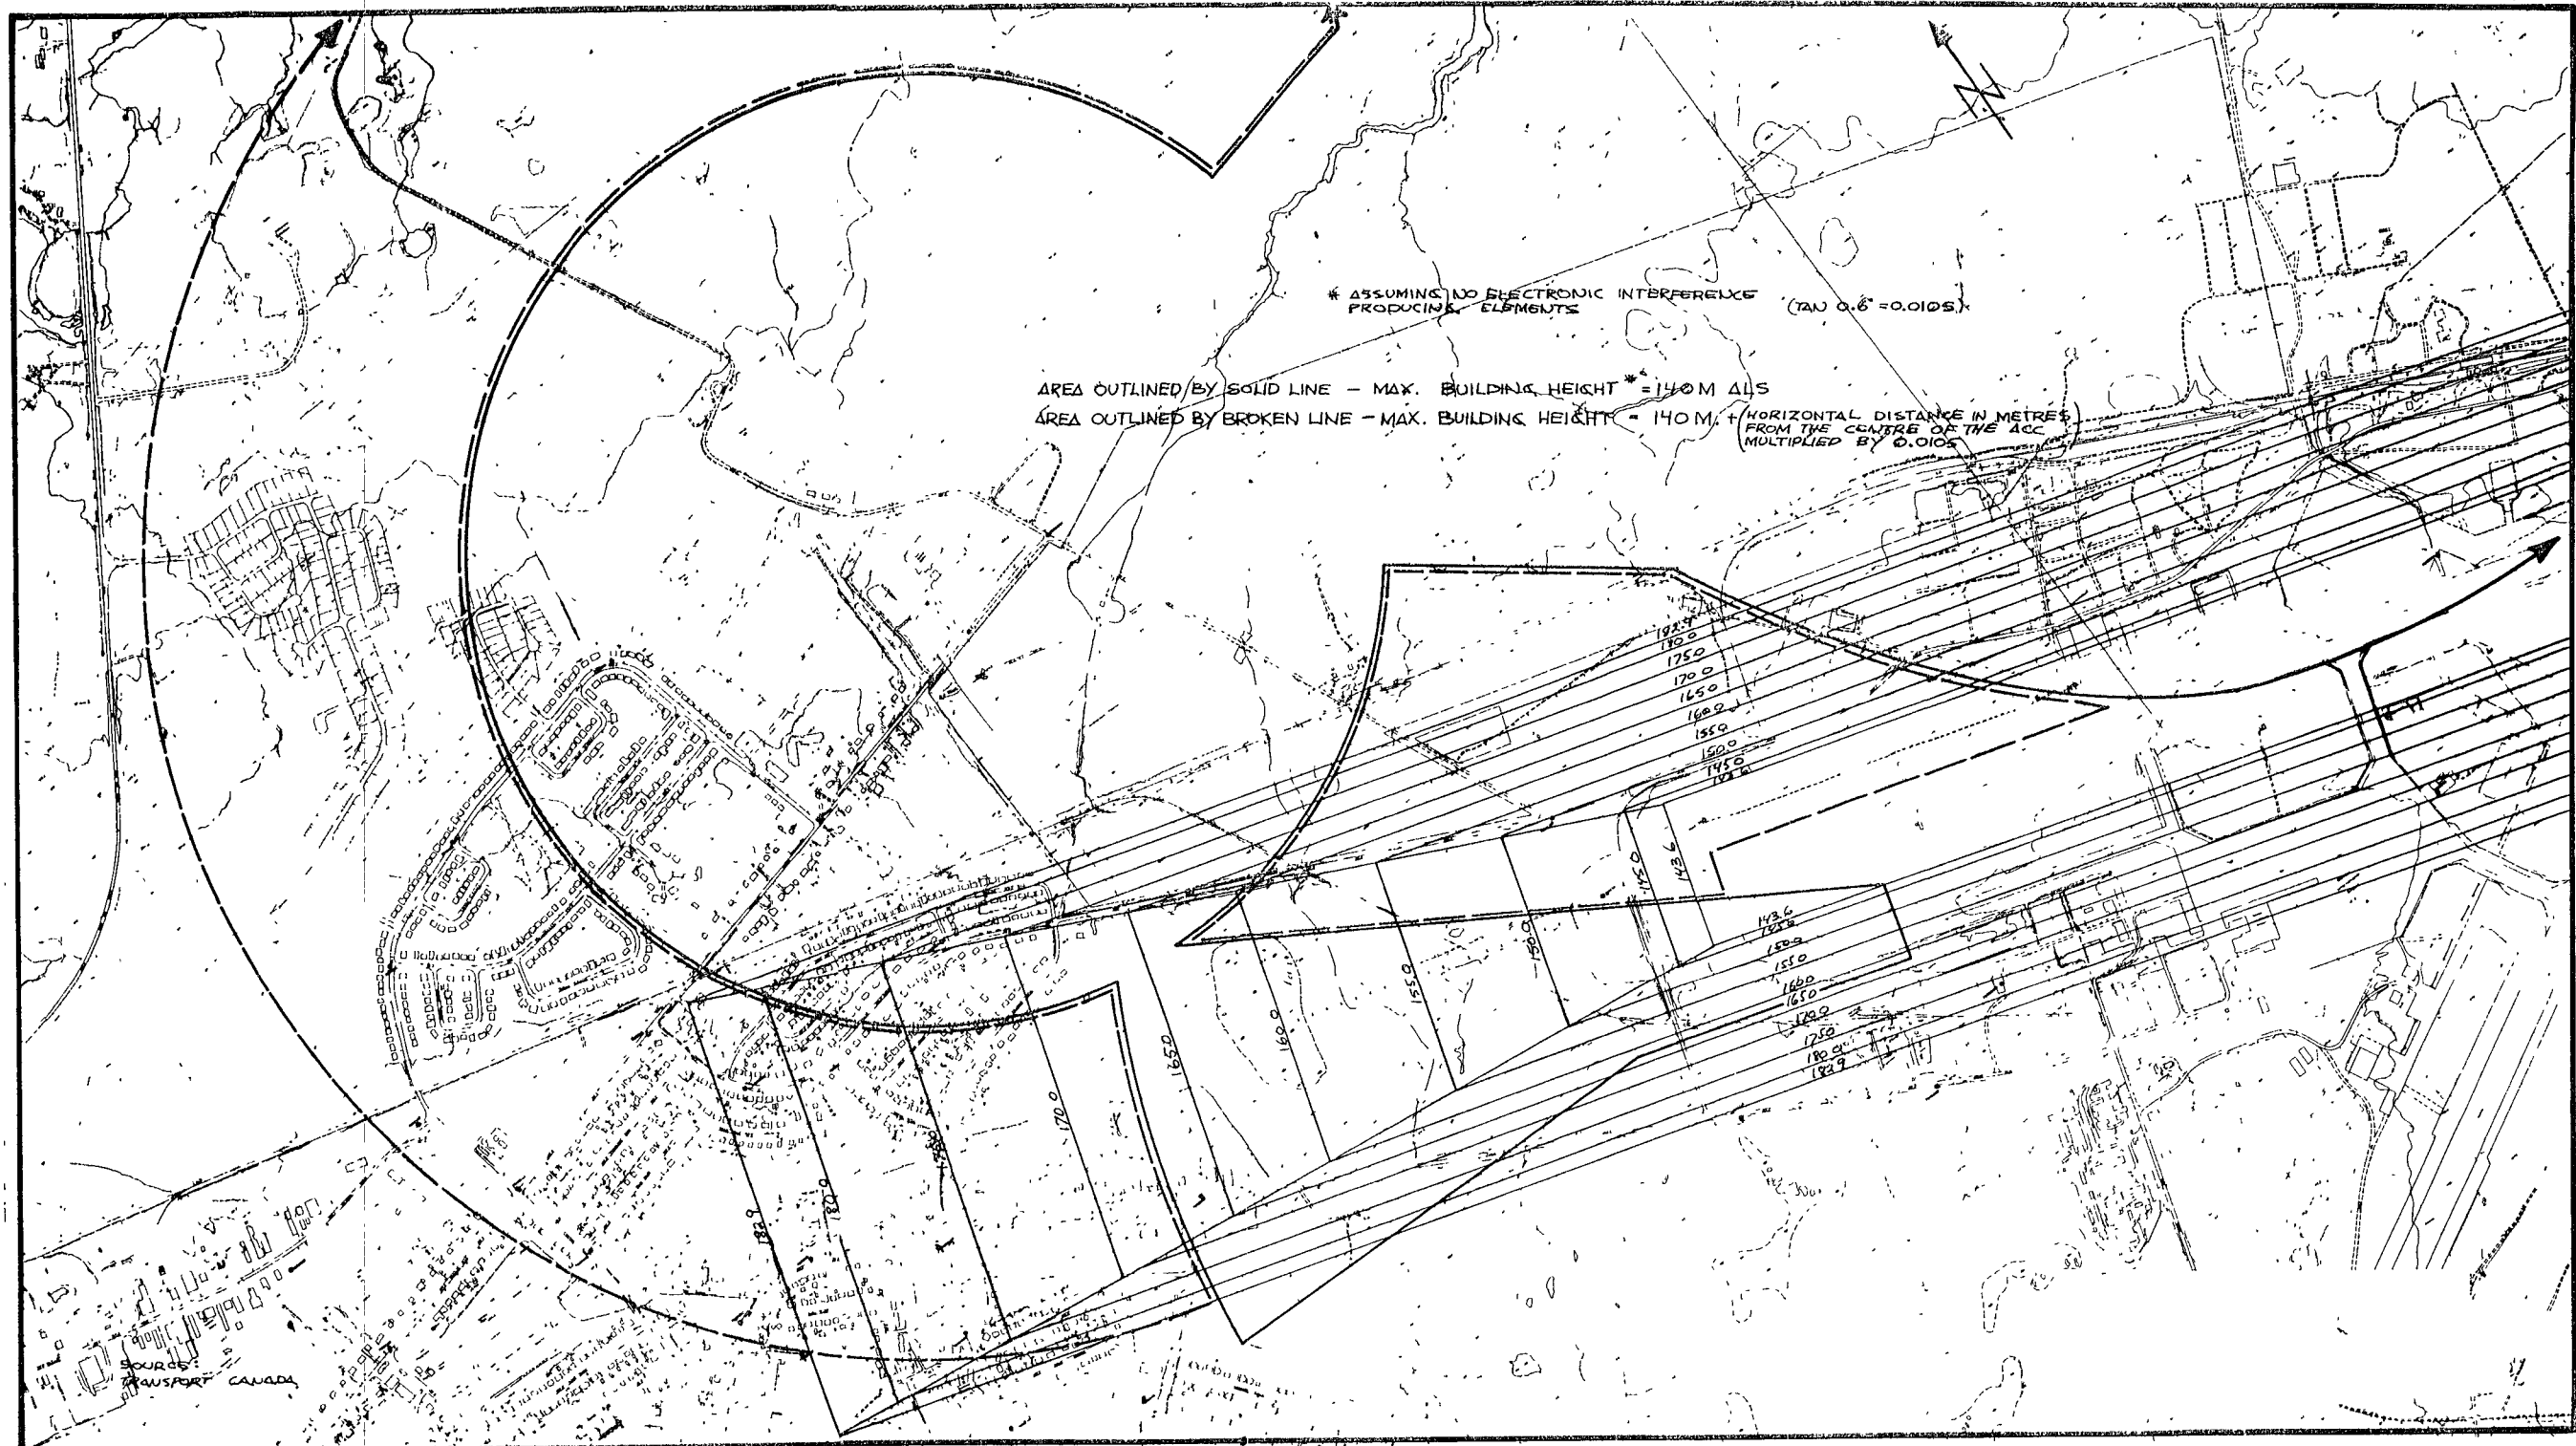 N
* ASSUMING NO ELECTRONIC INTERFERENCE
PRODUCING ELEMENTS
(TAN 0.6° = 0.0105)
AREA OUTLINED BY SOLID LINE - MAX. BUILDING HEIGHT * = 140 M ALS
AREA OUTLINED BY BROKEN LINE - MAX. BUILDING HEIGHT = 140 M. + (HORIZONTAL DISTANCE IN METRES
FROM THE CENTRE OF THE ACC
MULTIPLIED BY 0.0105)
182.9
180.0
175.0
170.0
165.0
160.0
155.0
150.0
145.0
143.6
145.0
143.6
150.0
155.0
160.0
165.0
170.0
180.0
182.9
143.6
145.0
150.0
155.0
160.0
165.0
170.0
175.0
180.0
182.9
SOURCE:
TRANSPORT CANADA